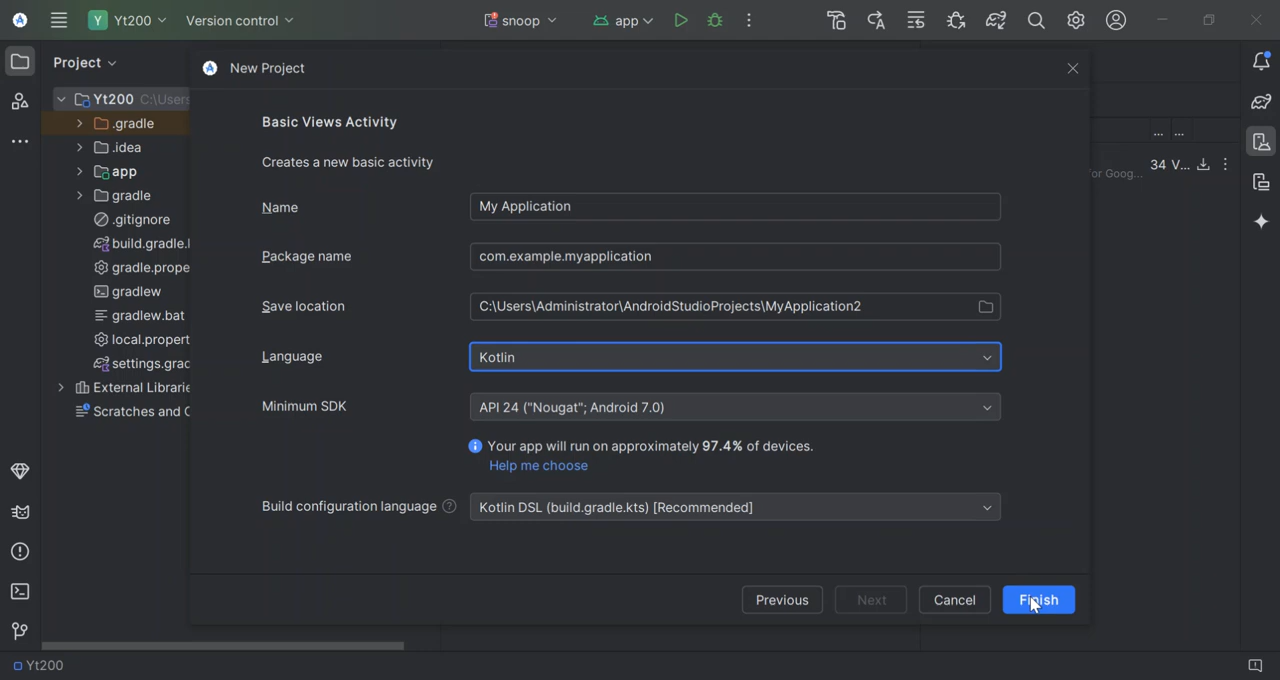 Y Yt200 Version control snoop app
Project
New Project
Yt200 C:\Users
.gradle
.idea
app
gradle
.gitignore
build.gradle.
gradle.prope
gradlew
gradlew.bat
local.propert
settings.grad
External Librarie
Scratches and C
Basic Views Activity
Creates a new basic activity
Name My Application
Package name com.example.myapplication
Save location C:\Users\Administrator\AndroidStudioProjects\MyApplication2
Language Kotlin
Minimum SDK API 24 ("Nougat"; Android 7.0)
Your app will run on approximately 97.4% of devices.
Help me choose
Build configuration language ? Kotlin DSL (build.gradle.kts) [Recommended]
Previous Next Cancel Finish
... ...
or Goog... 34 V...
Yt200